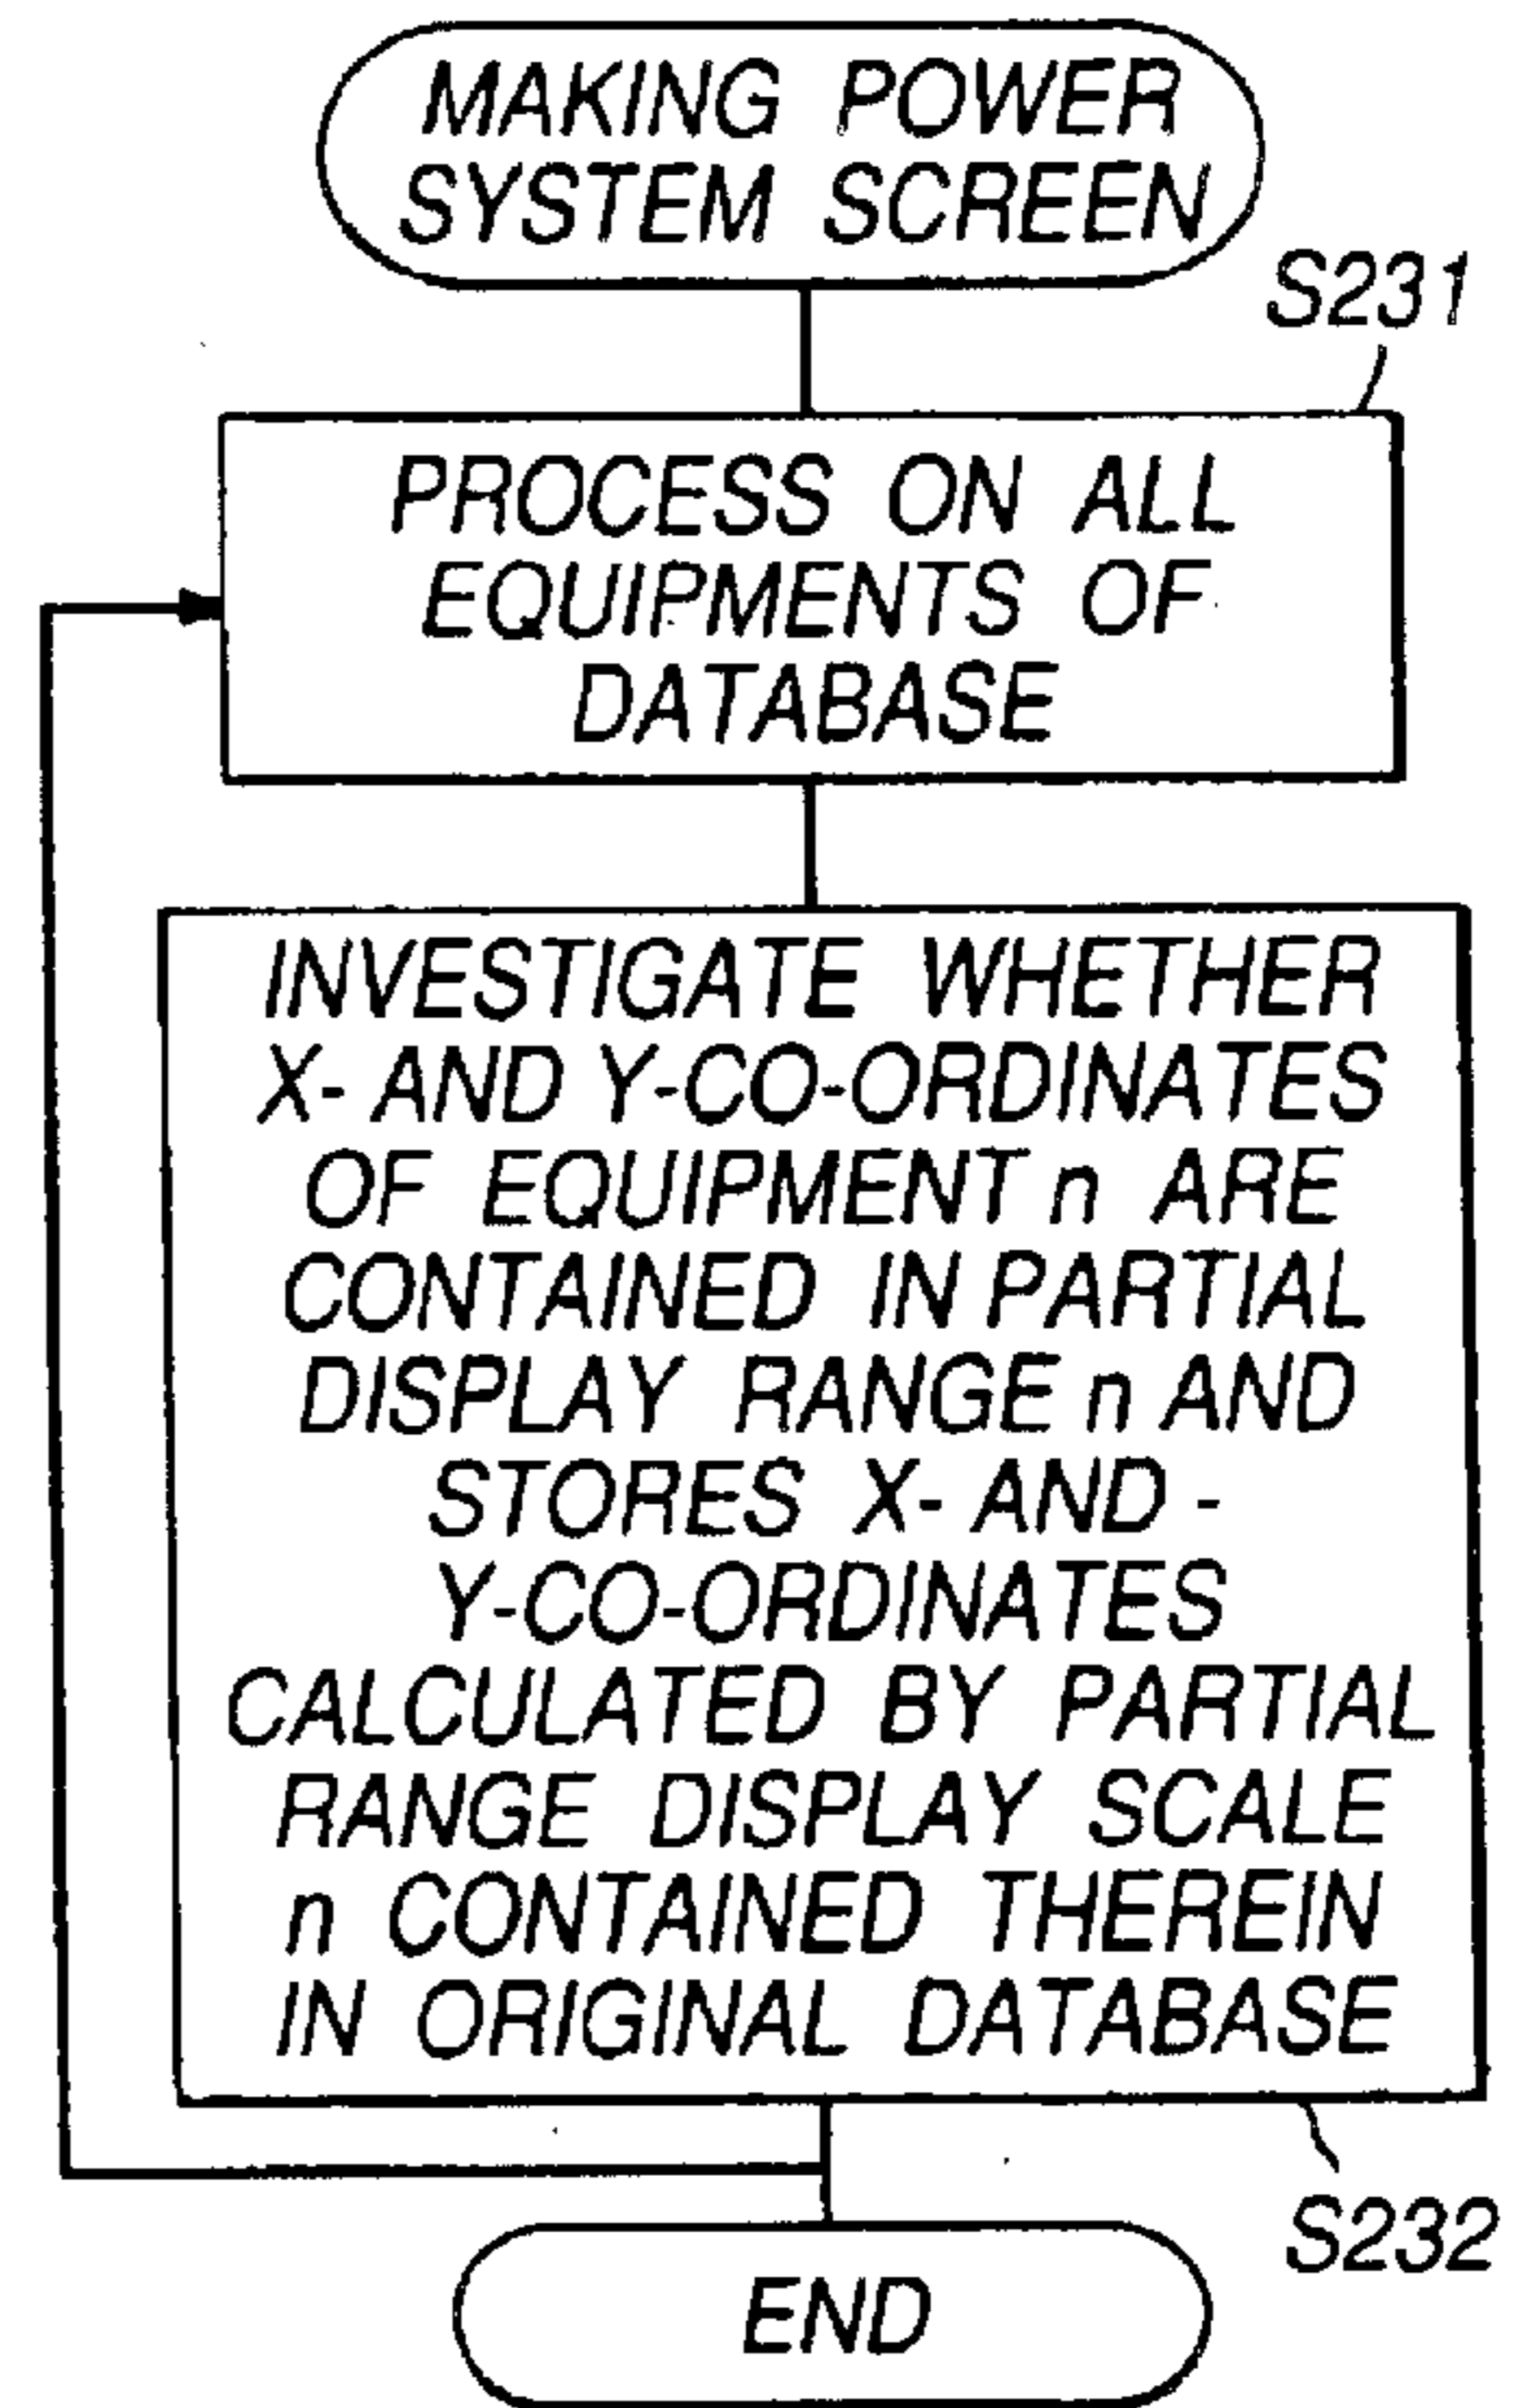 MAKING POWER
SYSTEM SCREEN
S231
PROCESS ON ALL
EQUIPMENTS OF
DATABASE
INVESTIGATE WHETHER
X- AND Y-CO-ORDINATES
OF EQUIPMENT n ARE
CONTAINED IN PARTIAL
DISPLAY RANGE n AND
STORES X- AND -
Y-CO-ORDINATES
CALCULATED BY PARTIAL
RANGE DISPLAY SCALE
n CONTAINED THEREIN
IN ORIGINAL DATABASE
S232
END